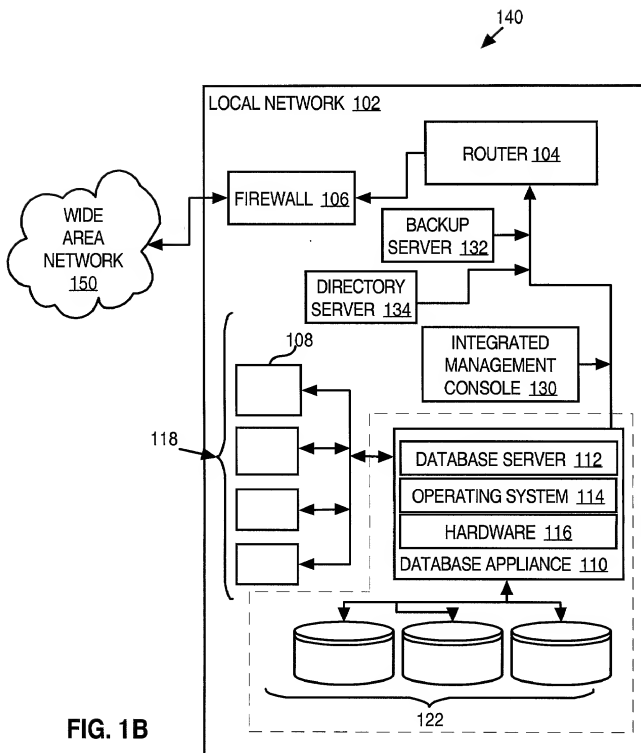 140
LOCAL NETWORK 102
ROUTER 104
FIREWALL 106
WIDE
AREA
NETWORK
150
BACKUP
SERVER 132
DIRECTORY
SERVER 134
108
INTEGRATED
MANAGEMENT
CONSOLE 130
118
DATABASE SERVER 112
OPERATING SYSTEM 114
HARDWARE 116
DATABASE APPLIANCE 110
122
FIG. 1B